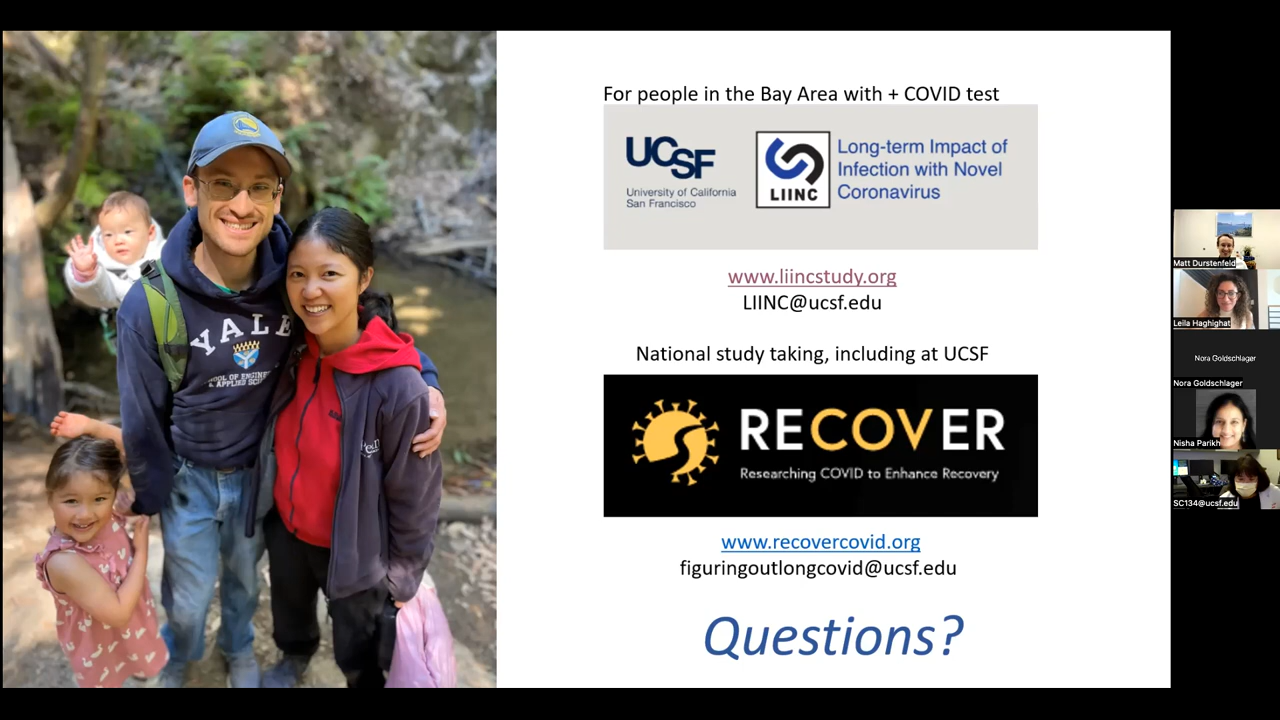 YALE
For people in the Bay Area with + COVID test
UCSF
University of California
San Francisco
LIINC
Long-term Impact of
Infection with Novel
Coronavirus
www.liincstudy.org
LIINC@ucsf.edu
National study taking, including at UCSF
RECOVER
Researching COVID to Enhance Recovery
www.recovercovid.org
figuringoutlongcovid@ucsf.edu
Questions?
Matt Durstenfeld
Leila Haghighat
Nora Goldschlager
Nora Goldschlager
Nisha Parikh
SC134@ucsf.edu